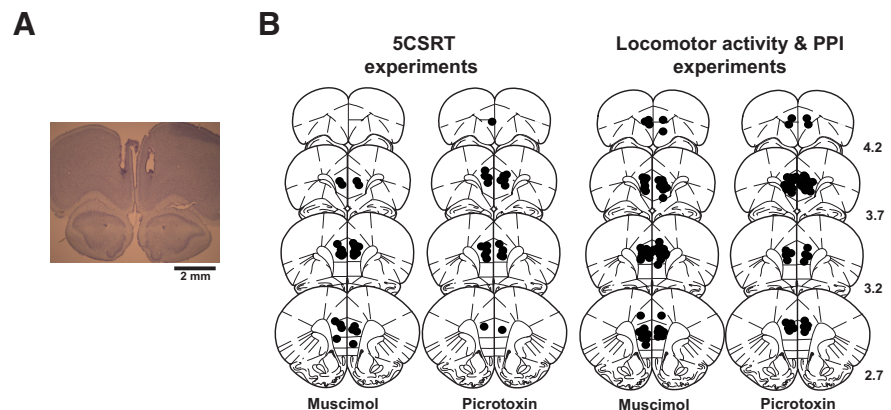 A
B
5CSRT
experiments
Locomotor activity & PPI
experiments
4.2
3.7
2 mm
3.2
2.7
Muscimol
Picrotoxin
Muscimol
Picrotoxin